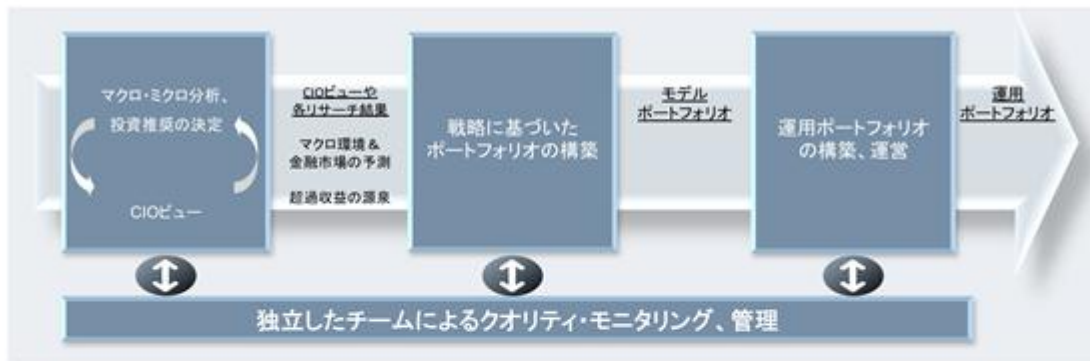 マクロ・ミクロ分析、
投資推奨の決定
CIOビュー
CIOビューや
各リサーチ結果
マクロ環境＆
金融市場の予測
超過収益の源泉
戦略に基づいた
ポートフォリオの構築
モデル
ポートフォリオ
運用ポートフォリオ
の構築、運営
運用
ポートフォリオ
独立したチームによるクオリティ・モニタリング、管理